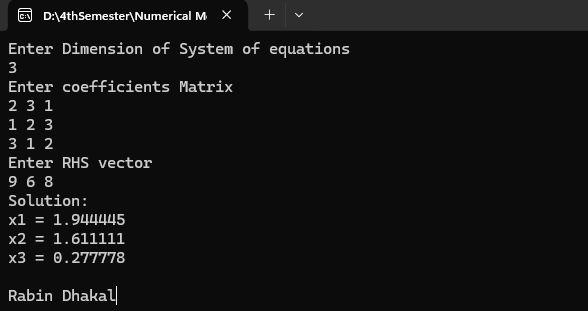 D:\4thSemester\Numerical M
Enter Dimension of System of equations
3
Enter coefficients Matrix
2 3 1
1 2 3
3 1 2
Enter RHS vector
9 6 8
Solution:
x1 = 1.944445
x2 = 1.611111
x3 = 0.277778
Rabin Dhakal